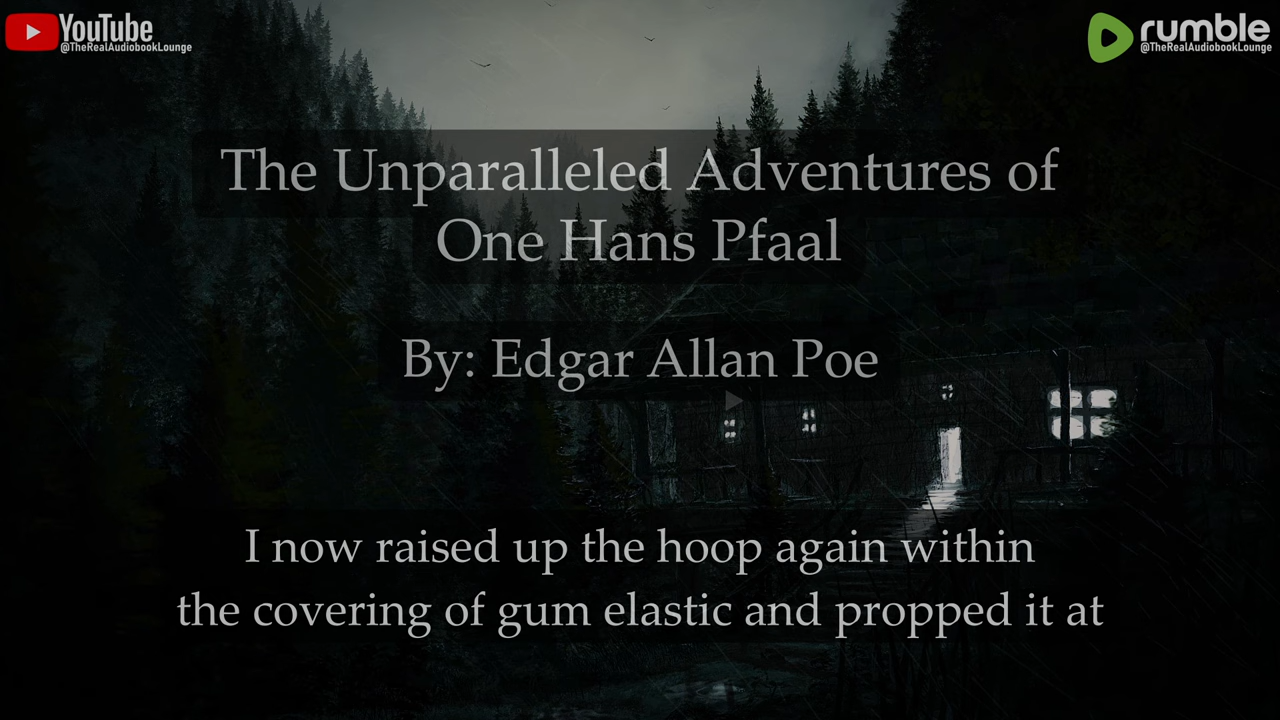 YouTube
@TheRealAudiobookLounge
rumble
@TheRealAudiobookLounge
The Unparalleled Adventures of
One Hans Pfaal
By: Edgar Allan Poe
I now raised up the hoop again within
the covering of gum elastic and propped it at